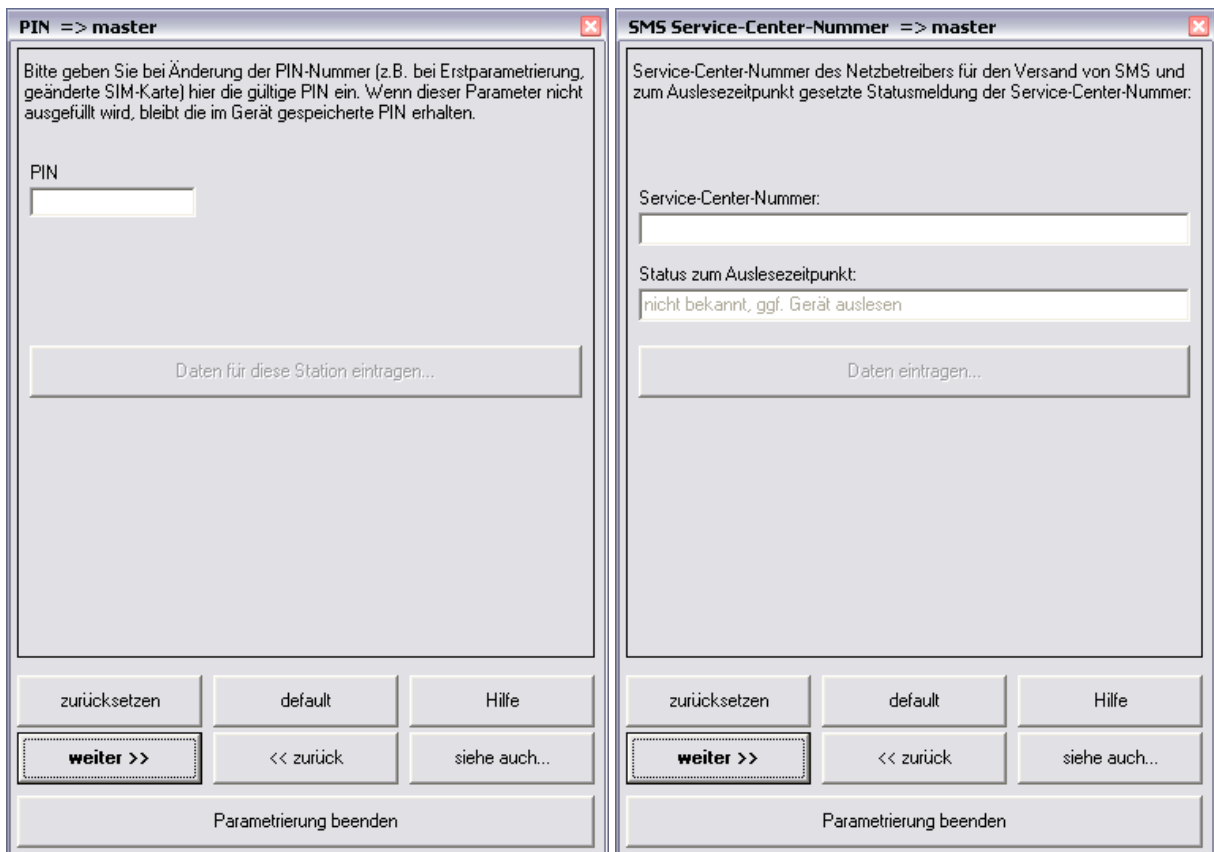 PIN => master
Bitte geben Sie bei Änderung der PIN-Nummer (z.B. bei Erstparametrierung,
geänderte SIM-Karte) hier die gültige PIN ein. Wenn dieser Parameter nicht
ausgefüllt wird, bleibt die im Gerät gespeicherte PIN erhalten.
PIN
Daten für diese Station eintragen...
zurücksetzen
default
Hilfe
weiter >>
<< zurück
siehe auch...
Parametrierung beenden
SMS Service-Center-Nummer => master
Service-Center-Nummer des Netzbetreibers für den Versand von SMS und
zum Auslesezeitpunkt gesetzte Statusmeldung der Service-Center-Nummer:
Service-Center-Nummer:
Status zum Auslesezeitpunkt:
nicht bekannt, ggf. Gerät auslesen
Daten eintragen...
zurücksetzen
default
Hilfe
weiter >>
<< zurück
siehe auch...
Parametrierung beenden